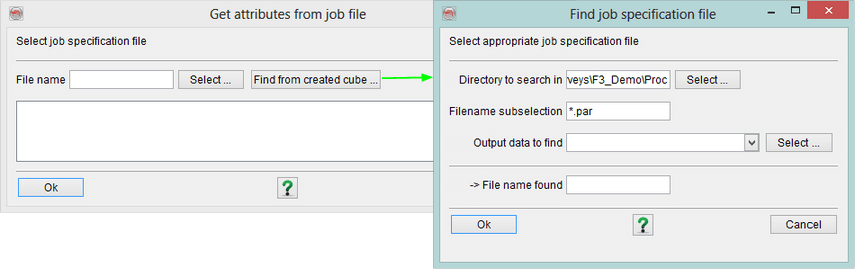 Get attributes from job file
Select job specification file
File name
Select ...
Find from created cube ...
Ok
?
Find job specification file
Select appropriate job specification file
Directory to search in
veys\F3_Demo\Proc
Select ...
Filename subselection
*.par
Output data to find
Select ...
-> File name found
Ok
?
Cancel